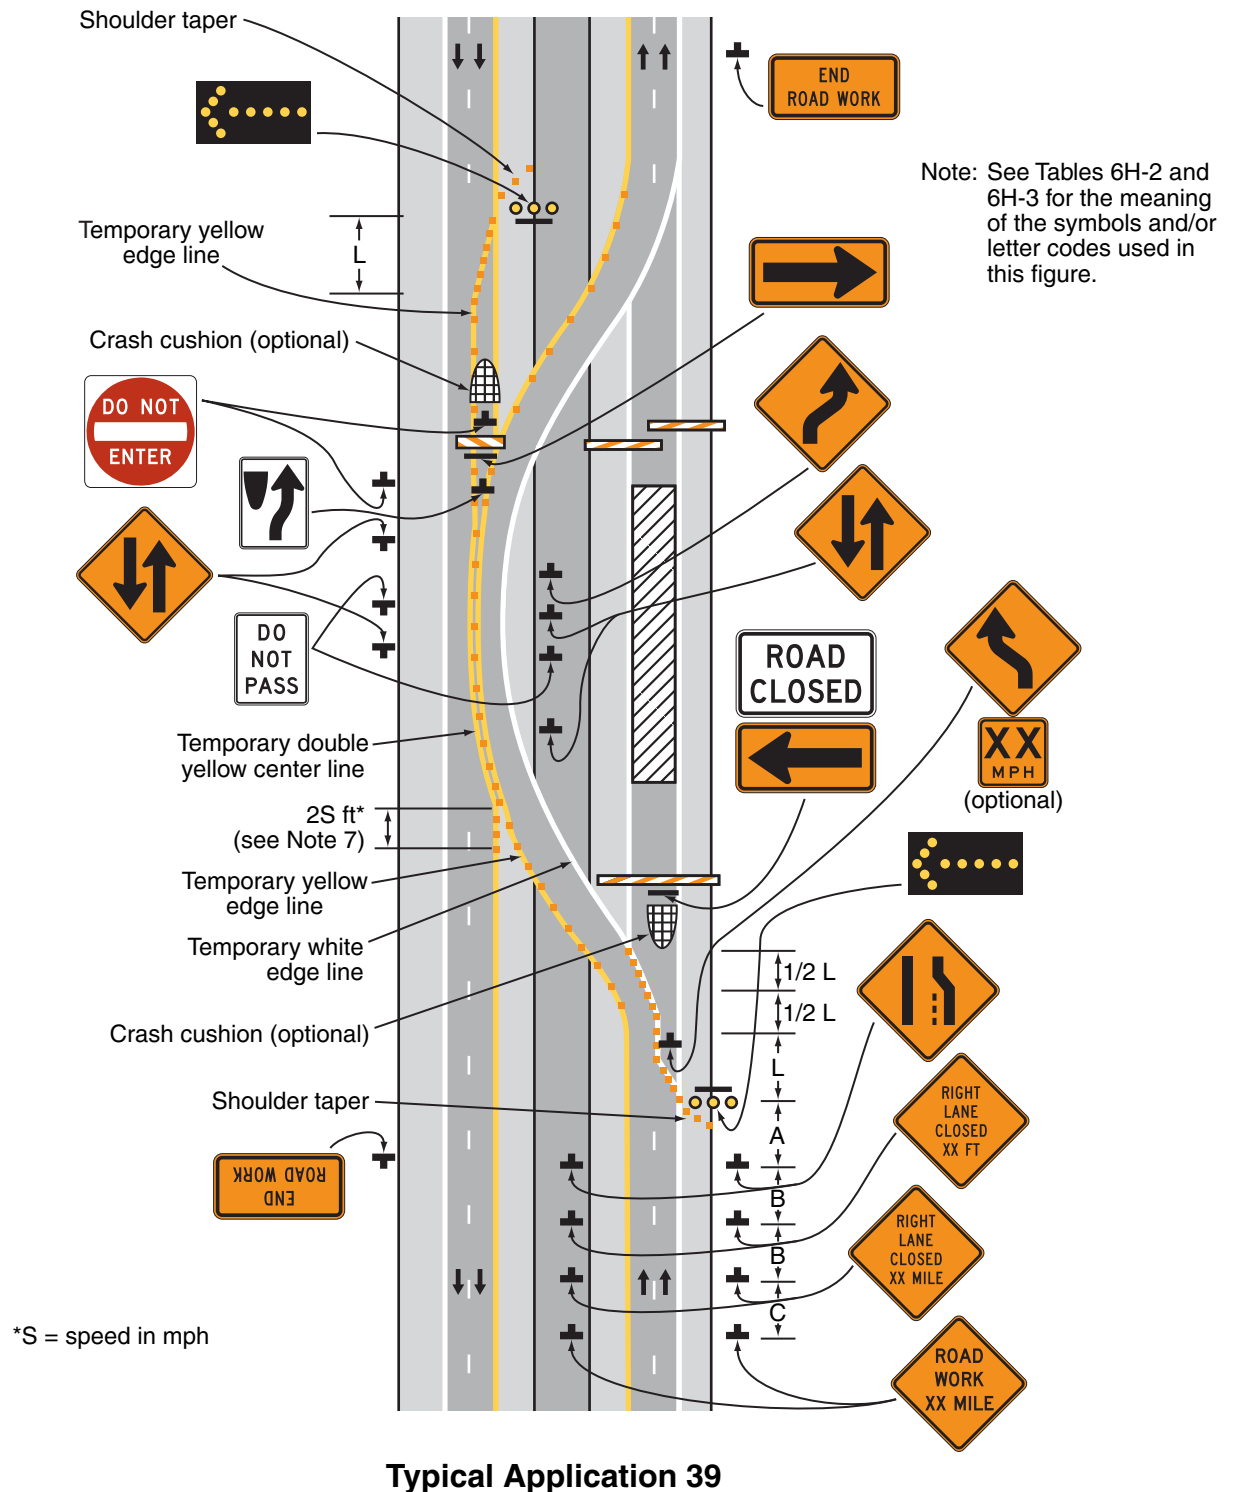 Shoulder taper
END
ROAD WORK
Note: See Tables 6H-2 and
6H-3 for the meaning
of the symbols and/or
letter codes used in
this figure.
Temporary yellow
edge line
L
Crash cushion (optional)
DO NOT
ENTER
DO
NOT
PASS
ROAD
CLOSED
XX
MPH
(optional)
Temporary double
yellow center line
2S ft*
(see Note 7)
Temporary yellow
edge line
Temporary white
edge line
Crash cushion (optional)
1/2 L
1/2 L
L
Shoulder taper
A
RIGHT
LANE
CLOSED
XX FT
END
ROAD WORK
B
RIGHT
LANE
CLOSED
XX MILE
B
C
*S = speed in mph
ROAD
WORK
XX MILE
Typical Application 39